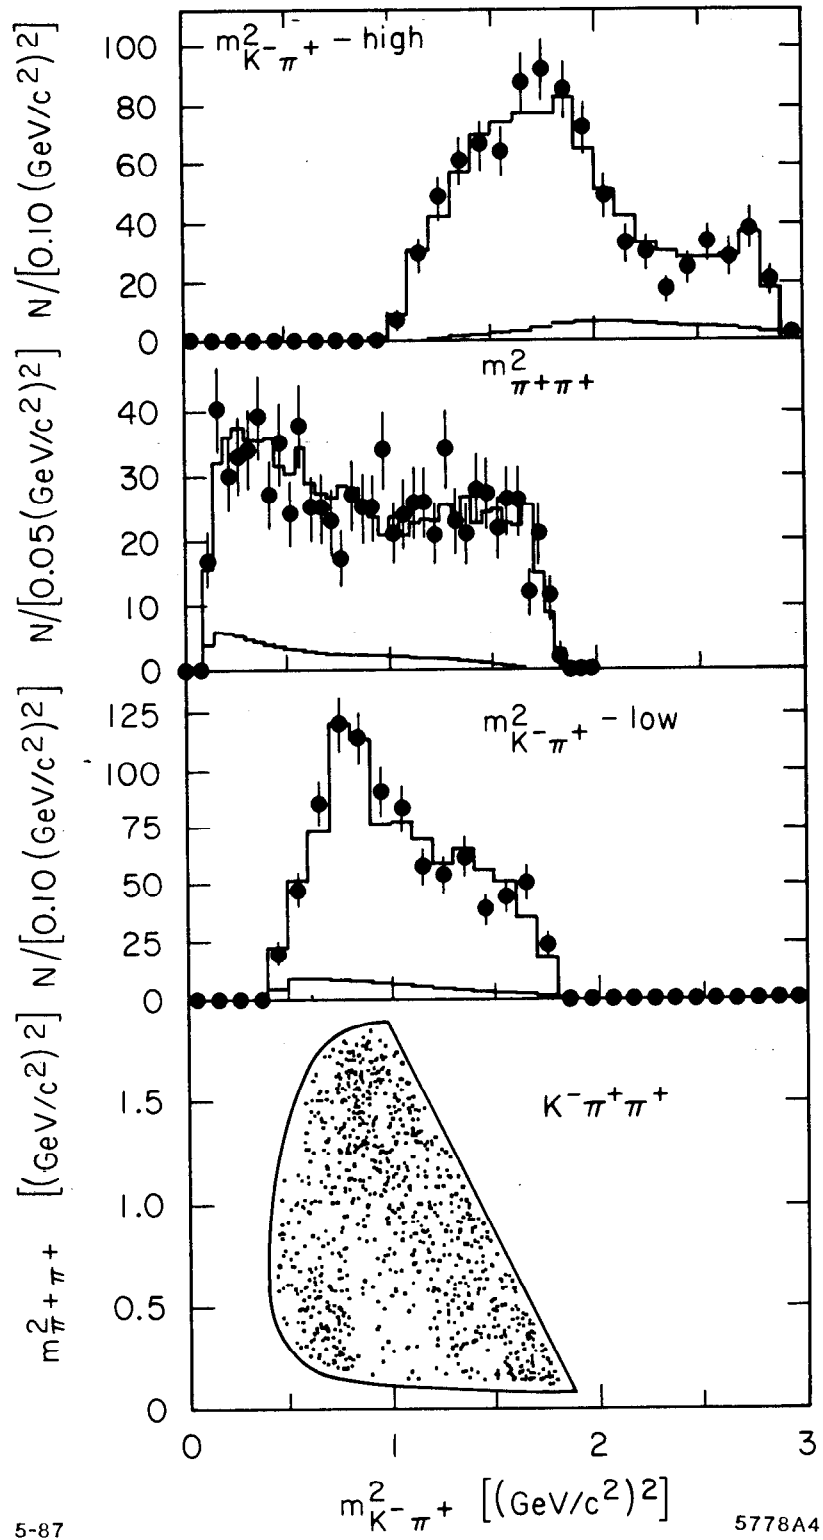 m²K⁻π⁺ – high
N/[0.10 (GeV/c²)²]
100
80
60
40
20
0
m²π+π+
N/[0.05(GeV/c²)²]
40
30
20
10
0
m²K⁻π⁺ – low
N/[0.10 (GeV/c²)²]
125
100
75
50
25
0
K⁻π⁺π⁺
m²π+π+ [(GeV/c²)²]
1.5
1.0
0.5
0
0 1 2 3
m²K⁻π⁺ [(GeV/c²)²]
5-87
5778A4